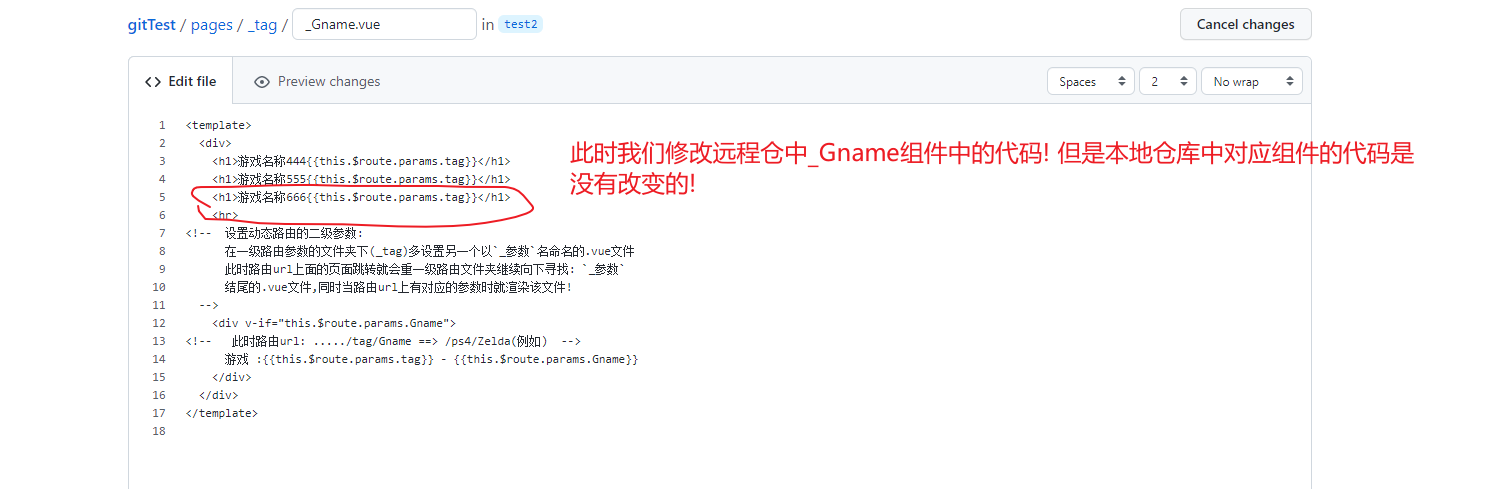 gitTest / pages / _tag / _Gname.vue in test2 Cancel changes
<> Edit file Preview changes Spaces 2 No wrap
1 <template>
2 <div>
3 <h1>游戏名称444{{this.$route.params.tag}}</h1>
4 <h1>游戏名称555{{this.$route.params.tag}}</h1>
5 <h1>游戏名称666{{this.$route.params.tag}}</h1>
6 <hr>
此时我们修改远程仓中_Gname组件中的代码! 但是本地仓库中对应组件的代码是
没有改变的!
7 <!-- 设置动态路由的二级参数:
8 在一级路由参数的文件夹下(_tag)多设置另一个以`_参数`名命名的.vue文件
9 此时路由url上面的页面跳转就会重一级路由文件夹继续向下寻找: `_参数`
10 结尾的.vue文件,同时当路由url上有对应的参数时就渲染该文件!
11 -->
12 <div v-if="this.$route.params.Gname">
13 <!-- 此时路由url: ...../tag/Gname ==> /ps4/Zelda(例如) -->
14 游戏 :{{this.$route.params.tag}} - {{this.$route.params.Gname}}
15 </div>
16 </div>
17 </template>
18